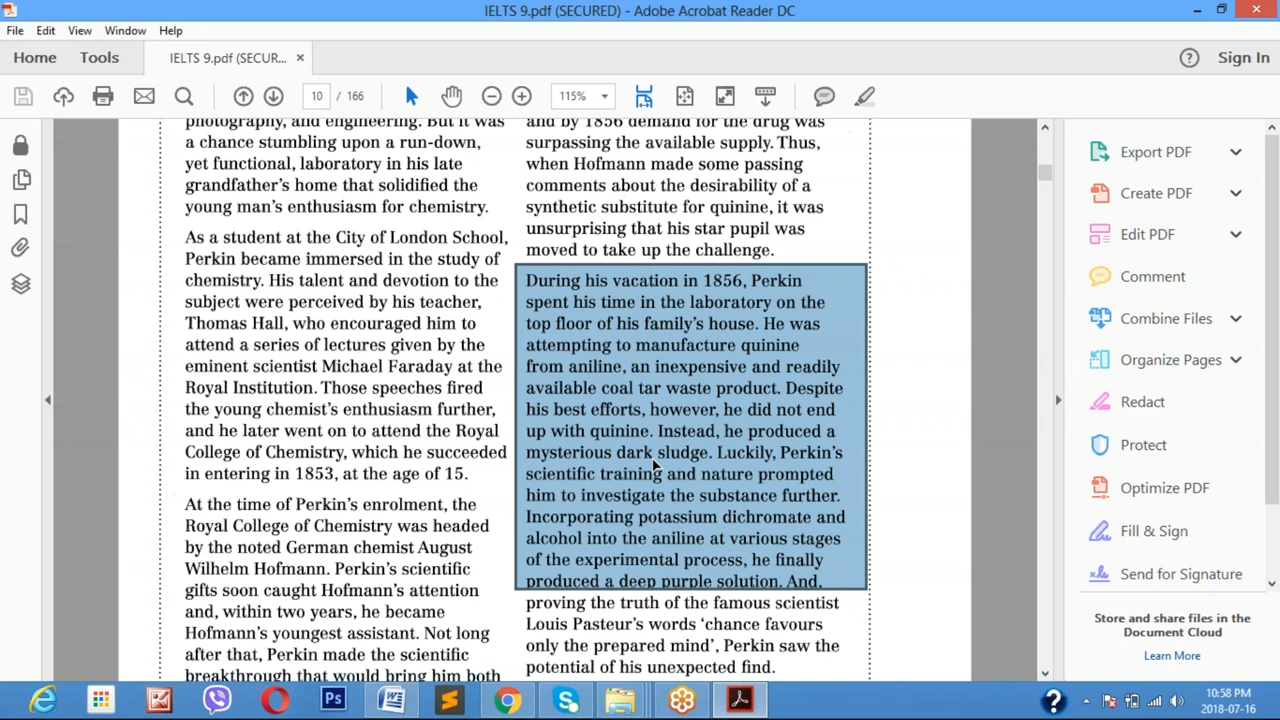 IELTS 9.pdf (SECURED) - Adobe Acrobat Reader DC
File Edit View Window Help
Home Tools IELTS 9.pdf (SECUR... × ? Sign In
10 / 166 115%
photography, and engineering. But it was
a chance stumbling upon a run-down,
yet functional, laboratory in his late
grandfather's home that solidified the
young man's enthusiasm for chemistry.
As a student at the City of London School,
Perkin became immersed in the study of
chemistry. His talent and devotion to the
subject were perceived by his teacher,
Thomas Hall, who encouraged him to
attend a series of lectures given by the
eminent scientist Michael Faraday at the
Royal Institution. Those speeches fired
the young chemist's enthusiasm further,
and he later went on to attend the Royal
College of Chemistry, which he succeeded
in entering in 1853, at the age of 15.
At the time of Perkin's enrolment, the
Royal College of Chemistry was headed
by the noted German chemist August
Wilhelm Hofmann. Perkin's scientific
gifts soon caught Hofmann's attention
and, within two years, he became
Hofmann's youngest assistant. Not long
after that, Perkin made the scientific
breakthrough that would bring him both
and by 1856 demand for the drug was
surpassing the available supply. Thus,
when Hofmann made some passing
comments about the desirability of a
synthetic substitute for quinine, it was
unsurprising that his star pupil was
moved to take up the challenge.
During his vacation in 1856, Perkin
spent his time in the laboratory on the
top floor of his family's house. He was
attempting to manufacture quinine
from aniline, an inexpensive and readily
available coal tar waste product. Despite
his best efforts, however, he did not end
up with quinine. Instead, he produced a
mysterious dark sludge. Luckily, Perkin's
scientific training and nature prompted
him to investigate the substance further.
Incorporating potassium dichromate and
alcohol into the aniline at various stages
of the experimental process, he finally
produced a deep purple solution. And,
proving the truth of the famous scientist
Louis Pasteur's words 'chance favours
only the prepared mind', Perkin saw the
potential of his unexpected find.
Export PDF
Create PDF
Edit PDF
Comment
Combine Files
Organize Pages
Redact
Protect
Optimize PDF
Fill & Sign
Send for Signature
Store and share files in the
Document Cloud
Learn More
Ps
?
10:58 PM
2018-07-16